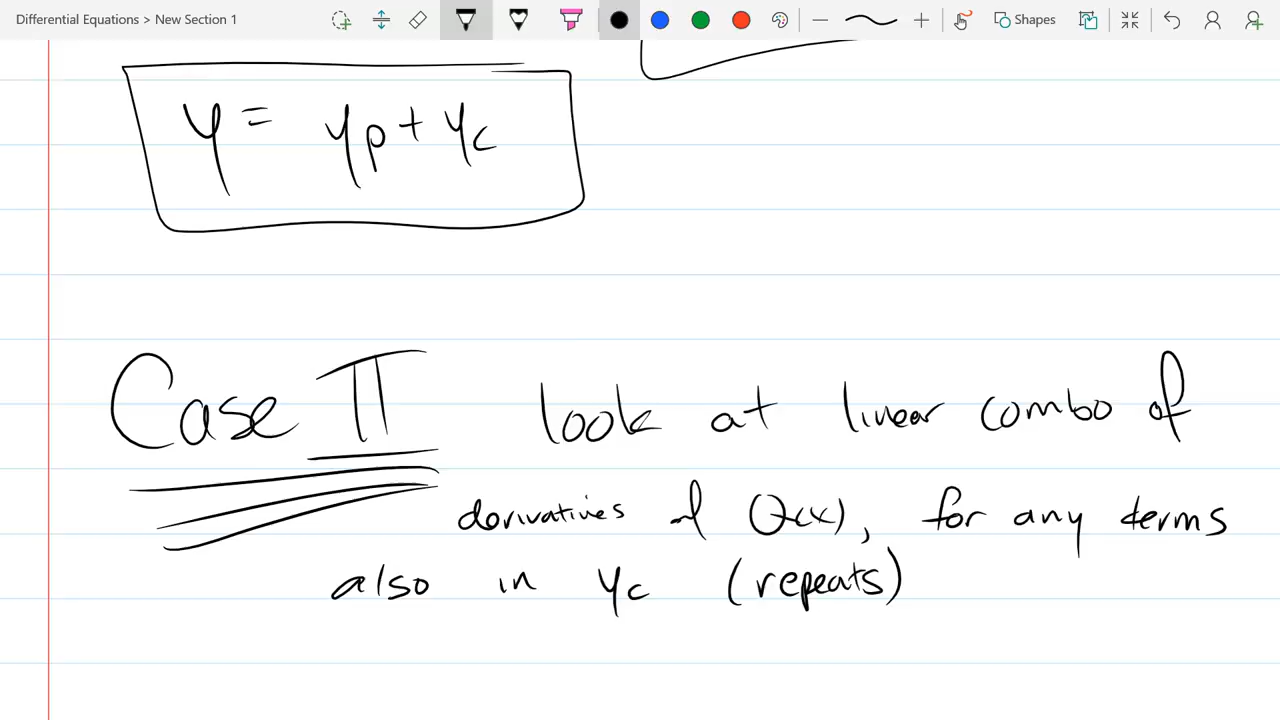 Differential Equations > New Section 1
Shapes
y = yp + yc
Case II look at linear combo of
derivatives of Q(x), for any terms
also in yc (repeats)